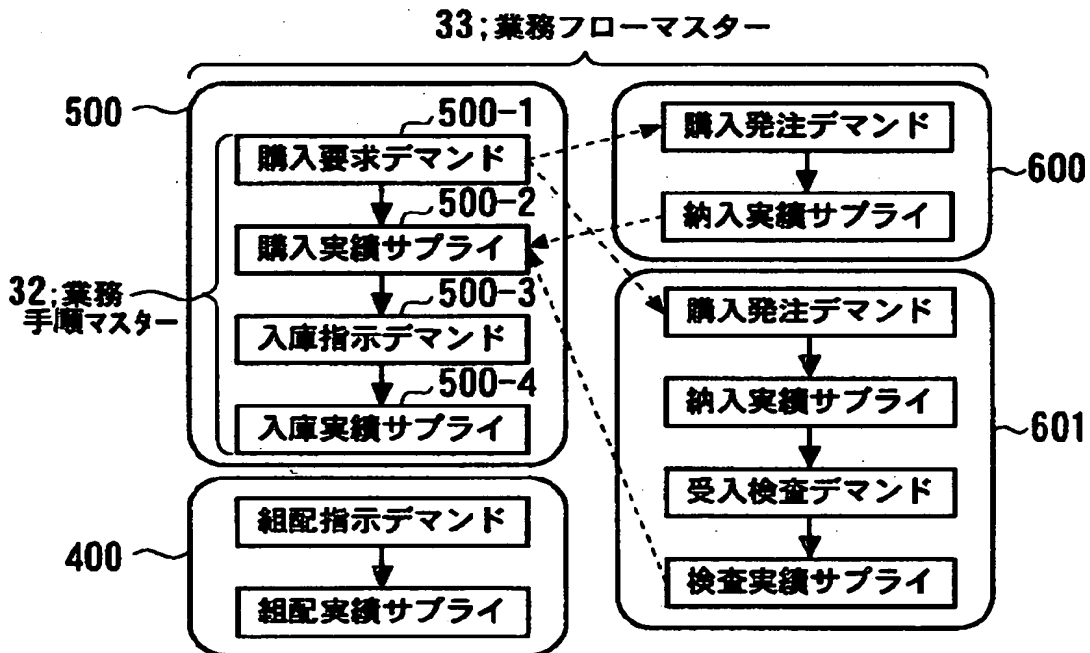 33;業務フローマスター
500
500-1
購入要求デマンド
500-2
購入実績サプライ
32;業務
手順マスター
500-3
入庫指示デマンド
500-4
入庫実績サプライ
400
組配指示デマンド
組配実績サプライ
購入発注デマンド
納入実績サプライ
600
購入発注デマンド
納入実績サプライ
受入検査デマンド
検査実績サプライ
601